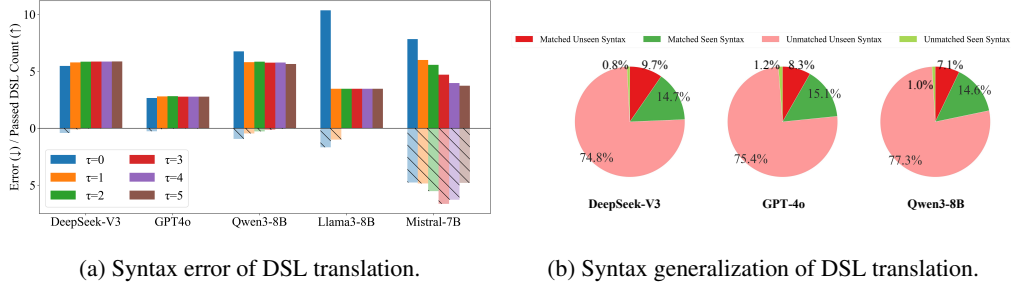 10
5
0
5
Error (↓) / Passed DSL Count (↑)
τ=0 τ=3
τ=1 τ=4
τ=2 τ=5
DeepSeek-V3 GPT4o Qwen3-8B Llama3-8B Mistral-7B
(a) Syntax error of DSL translation.
Matched Unseen Syntax Matched Seen Syntax Unmatched Unseen Syntax Unmatched Seen Syntax
0.8% 9.7% 14.7% 74.8%
DeepSeek-V3
1.2% 8.3% 15.1% 75.4%
GPT-4o
1.0% 7.1% 14.6% 77.3%
Qwen3-8B
(b) Syntax generalization of DSL translation.